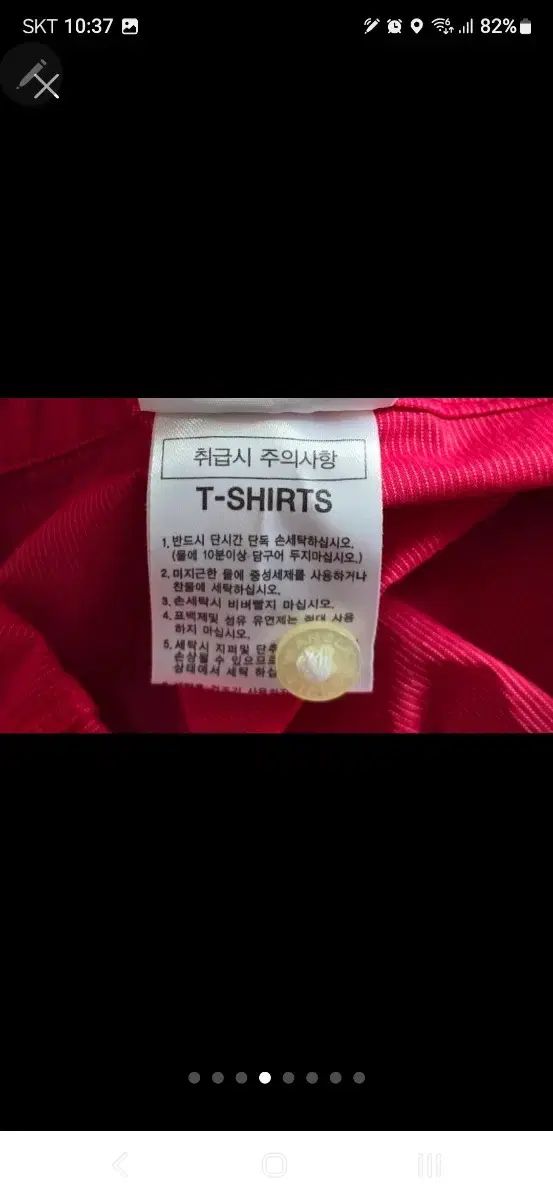 SKT 10:37
82%
취급시 주의사항
T-SHIRTS
1. 반드시 단시간 단독 손세탁하십시오.
(물에 10분이상 담구어 두지마십시오.)
2. 미지근한 물에 중성세제를 사용하거나
찬물에 세탁하십시오.
3. 손세탁시 비벼빨지 마십시오.
4. 표백제및 섬유 유연제는 절대 사용
하지 마십시오.
5. 세탁시 지퍼및 단추
손상될 수 있으므로
상태에서 세탁 하십